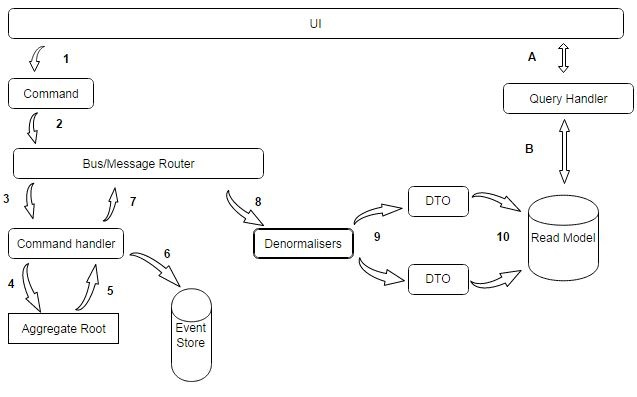 UI
1
A
Command
Query Handler
2
B
Bus/Message Router
3
7
8
DTO
Command handler
6
Denormalisers
9
10
Read Model
4
5
DTO
Aggregate Root
Event
Store